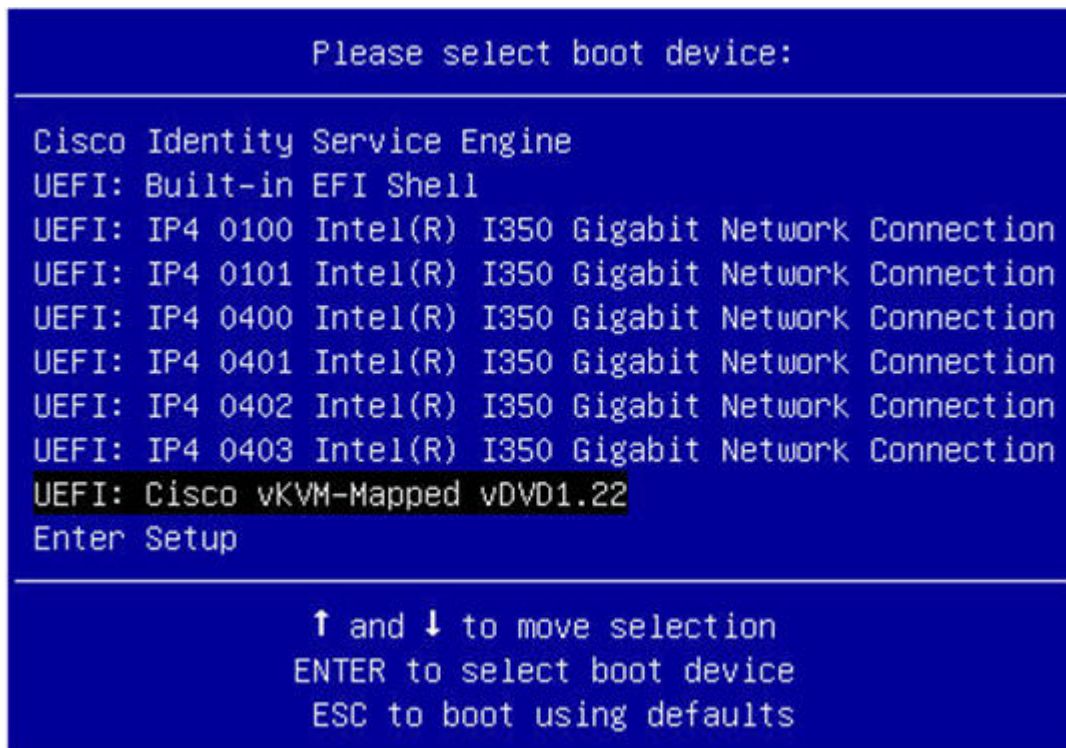 Please select boot device:
Cisco Identity Service Engine
UEFI: Built-in EFI Shell
UEFI: IP4 0100 Intel(R) I350 Gigabit Network Connection
UEFI: IP4 0101 Intel(R) I350 Gigabit Network Connection
UEFI: IP4 0400 Intel(R) I350 Gigabit Network Connection
UEFI: IP4 0401 Intel(R) I350 Gigabit Network Connection
UEFI: IP4 0402 Intel(R) I350 Gigabit Network Connection
UEFI: IP4 0403 Intel(R) I350 Gigabit Network Connection
UEFI: Cisco vKVM-Mapped vDVD1.22
Enter Setup
↑ and ↓ to move selection
ENTER to select boot device
ESC to boot using defaults